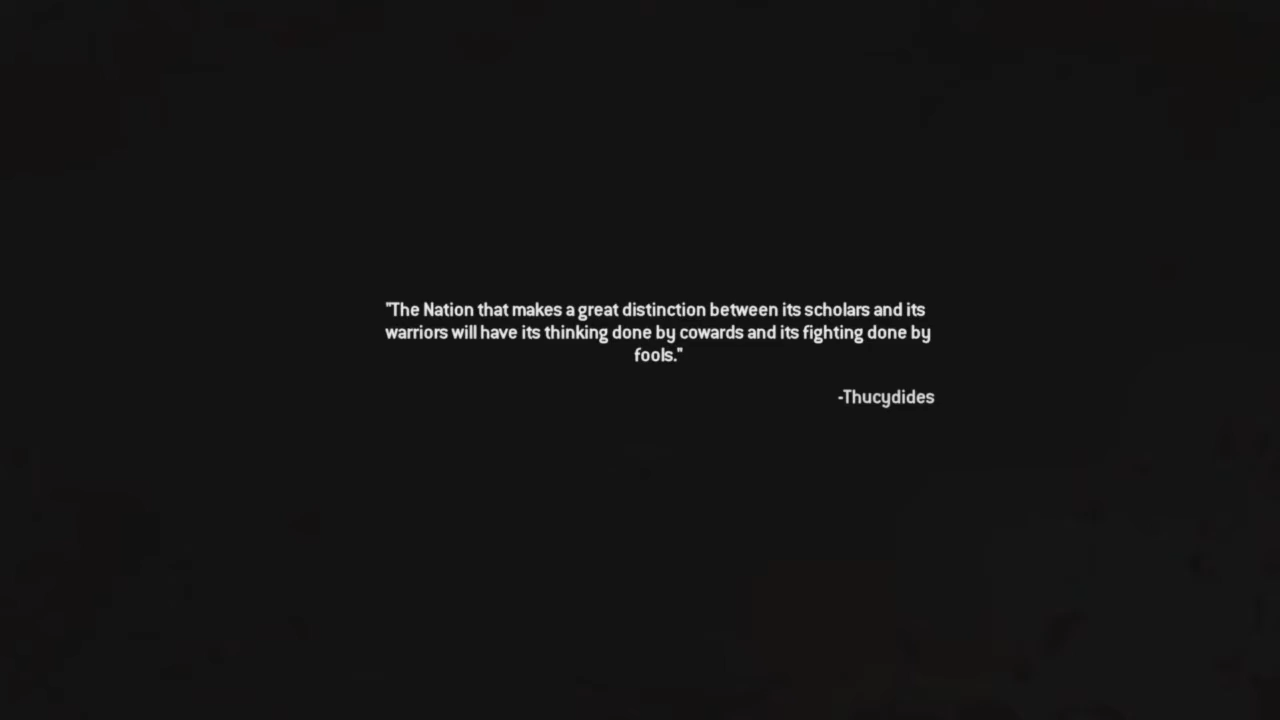 "The Nation that makes a great distinction between its scholars and its
warriors will have its thinking done by cowards and its fighting done by
fools."
-Thucydides